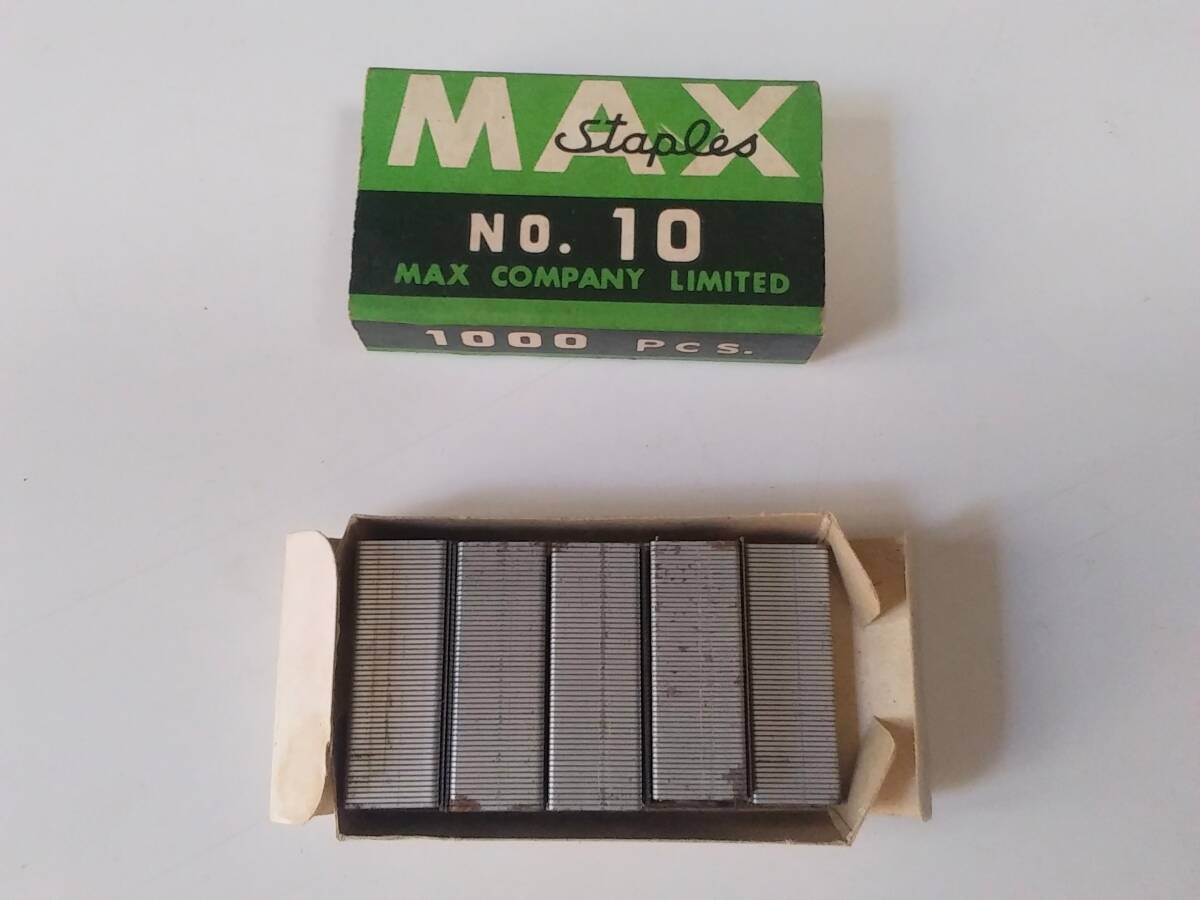 MAX
Staples
NO. 10
MAX COMPANY LIMITED
1000 PCS.